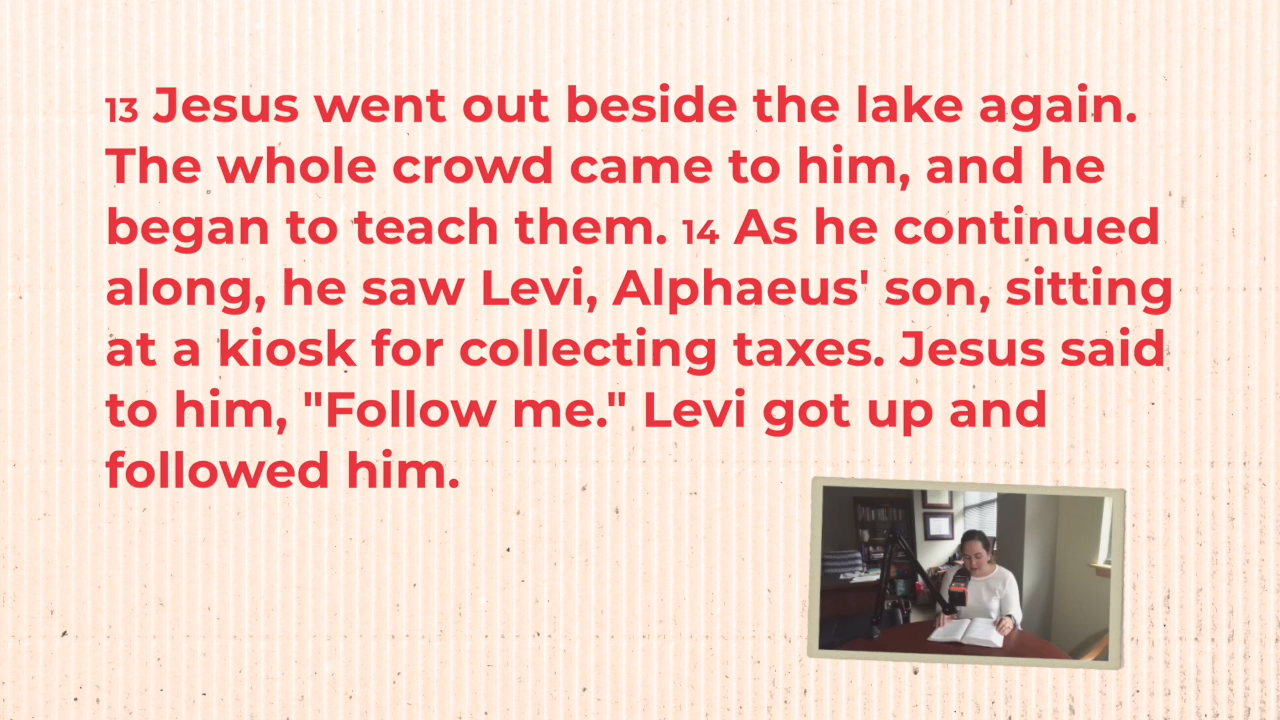 13 Jesus went out beside the lake again.
The whole crowd came to him, and he
began to teach them. 14 As he continued
along, he saw Levi, Alphaeus' son, sitting
at a kiosk for collecting taxes. Jesus said
to him, "Follow me." Levi got up and
followed him.